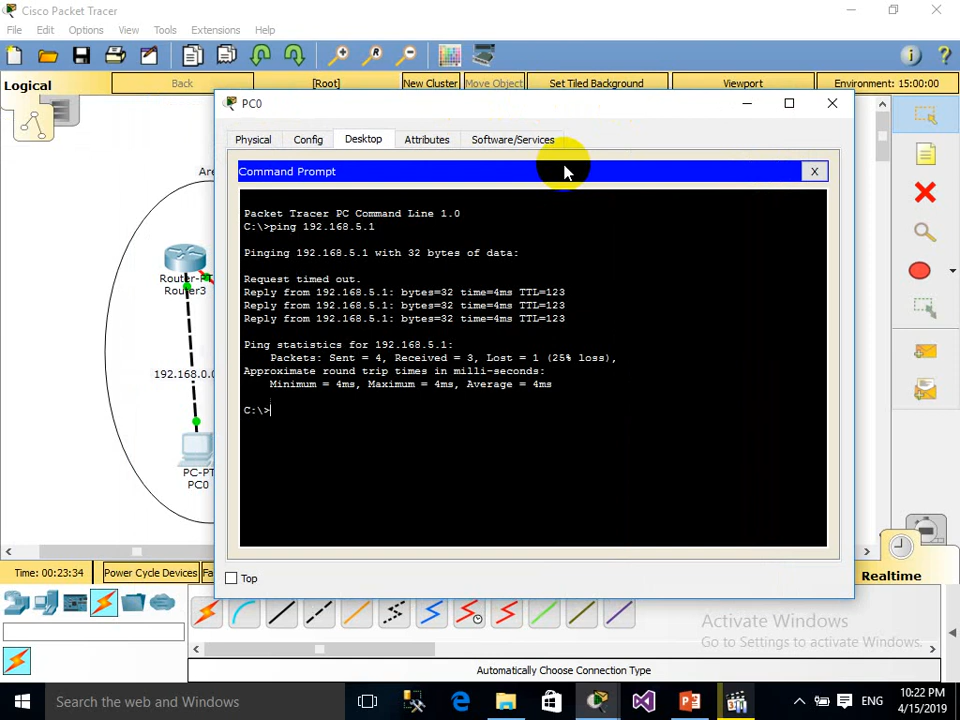 Cisco Packet Tracer
File Edit Options View Tools Extensions Help
Logical
Back
[Root]
New Cluster
Move Object
Set Tiled Background
Viewport
Environment: 15:00:00
PC0
Physical
Config
Desktop
Attributes
Software/Services
Command Prompt
X
Packet Tracer PC Command Line 1.0
C:\>ping 192.168.5.1
Pinging 192.168.5.1 with 32 bytes of data:
Request timed out.
Reply from 192.168.5.1: bytes=32 time=4ms TTL=123
Reply from 192.168.5.1: bytes=32 time=4ms TTL=123
Reply from 192.168.5.1: bytes=32 time=4ms TTL=123
Ping statistics for 192.168.5.1:
Packets: Sent = 4, Received = 3, Lost = 1 (25% loss),
Approximate round trip times in milli-seconds:
Minimum = 4ms, Maximum = 4ms, Average = 4ms
C:\>
Top
Are
Router-PT
Router3
192.168.0.0
PC-PT
PC0
Time: 00:23:34
Power Cycle Devices
Fa
Realtime
Activate Windows
Go to Settings to activate Windows.
Automatically Choose Connection Type
Search the web and Windows
ENG
10:22 PM
4/15/2019